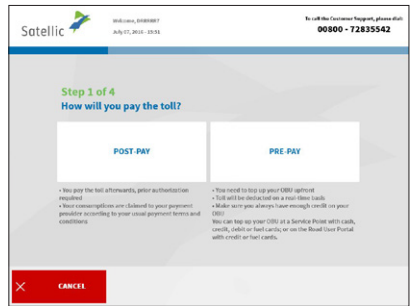 Satellic
Welcome,
July 07, 2016 - 15:51
To call the Customer Support, please dial:
00800 - 72835542
Step 1 of 4
How will you pay the toll?
POST-PAY
PRE-PAY
• You pay the toll afterwards, prior authorization
required
• Your consumptions are claimed to your payment
provider according to your usual payment terms and
conditions
• You need to top up your OBU upfront
• Toll will be deducted on a real-time basis
• Make sure you always have enough credit on your
OBU
You can top up your OBU at a Service Point with cash,
credit, debit or fuel cards; or on the Road User Portal
with credit or fuel cards.
CANCEL